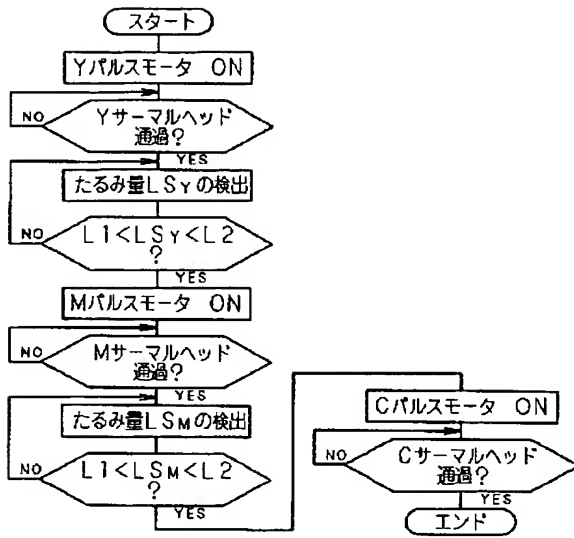 スタート
Yパルスモータ ON
Yサーマルヘッド
通過?
NO
YES
たるみ量LSYの検出
L1<LSY<L2
?
NO
YES
Mパルスモータ ON
Mサーマルヘッド
通過?
NO
YES
たるみ量LSMの検出
L1<LSM<L2
?
NO
YES
Cパルスモータ ON
Cサーマルヘッド
通過?
NO
YES
エンド